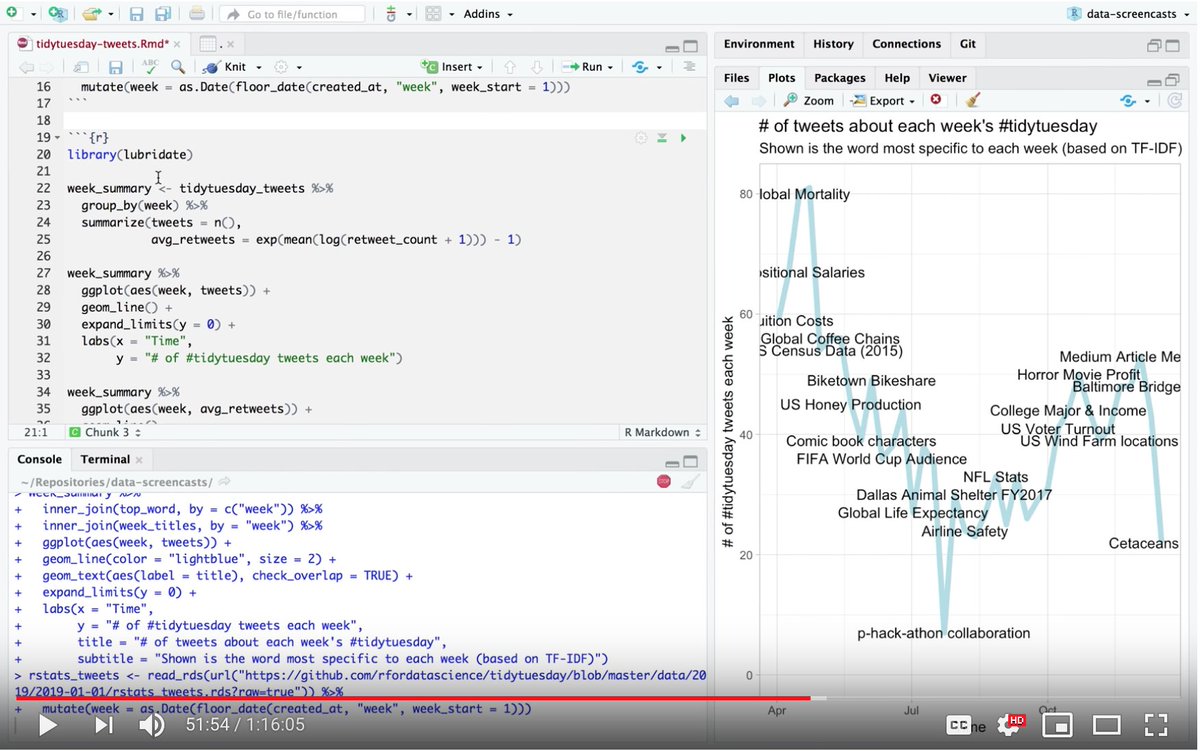 Go to file/function
Addins
data-screencasts
tidytuesday-tweets.Rmd*
.
ABC
Knit
Insert
Run
16 mutate(week = as.Date(floor_date(created_at, "week", week_start = 1)))
17 ```
18
19 ```{r}
20 library(lubridate)
21
22 week_summary <- tidytuesday_tweets %>%
23 group_by(week) %>%
24 summarize(tweets = n(),
25 avg_retweets = exp(mean(log(retweet_count + 1))) - 1)
26
27 week_summary %>%
28 ggplot(aes(week, tweets)) +
29 geom_line() +
30 expand_limits(y = 0) +
31 labs(x = "Time",
32 y = "# of #tidytuesday tweets each week")
33
34 week_summary %>%
35 ggplot(aes(week, avg_retweets)) +
21:1 Chunk 3 R Markdown
Console Terminal
~/Repositories/data-screencasts/
> week_summary %>%
+ inner_join(top_word, by = c("week")) %>%
+ inner_join(week_titles, by = "week") %>%
+ ggplot(aes(week, tweets)) +
+ geom_line(color = "lightblue", size = 2) +
+ geom_text(aes(label = title), check_overlap = TRUE) +
+ expand_limits(y = 0) +
+ labs(x = "Time",
+ y = "# of #tidytuesday tweets each week",
+ title = "# of tweets about each week's #tidytuesday",
+ subtitle = "Shown is the word most specific to each week (based on TF-IDF)")
> rstats_tweets <- read_rds(url("https://github.com/rfordatascience/tidytuesday/blob/master/data/20
19/2019-01-01/rstats_tweets.rds?raw=true")) %>%
+ mutate(week = as.Date(floor_date(created_at, "week", week_start = 1)))
51:54 / 1:16:05
Environment History Connections Git
Files Plots Packages Help Viewer
Zoom Export
# of tweets about each week's #tidytuesday
Shown is the word most specific to each week (based on TF-IDF)
# of #tidytuesday tweets each week
80
60
40
20
0
lobal Mortality
ositional Salaries
uition Costs
Global Coffee Chains
S Census Data (2015)
Medium Article Me
Horror Movie Profit
Baltimore Bridge
Biketown Bikeshare
US Honey Production
College Major & Income
US Voter Turnout
Comic book characters
US Wind Farm locations
FIFA World Cup Audience
NFL Stats
Dallas Animal Shelter FY2017
Global Life Expectancy
Airline Safety
Cetaceans
p-hack-athon collaboration
Apr Jul Oct
CC
me
HD